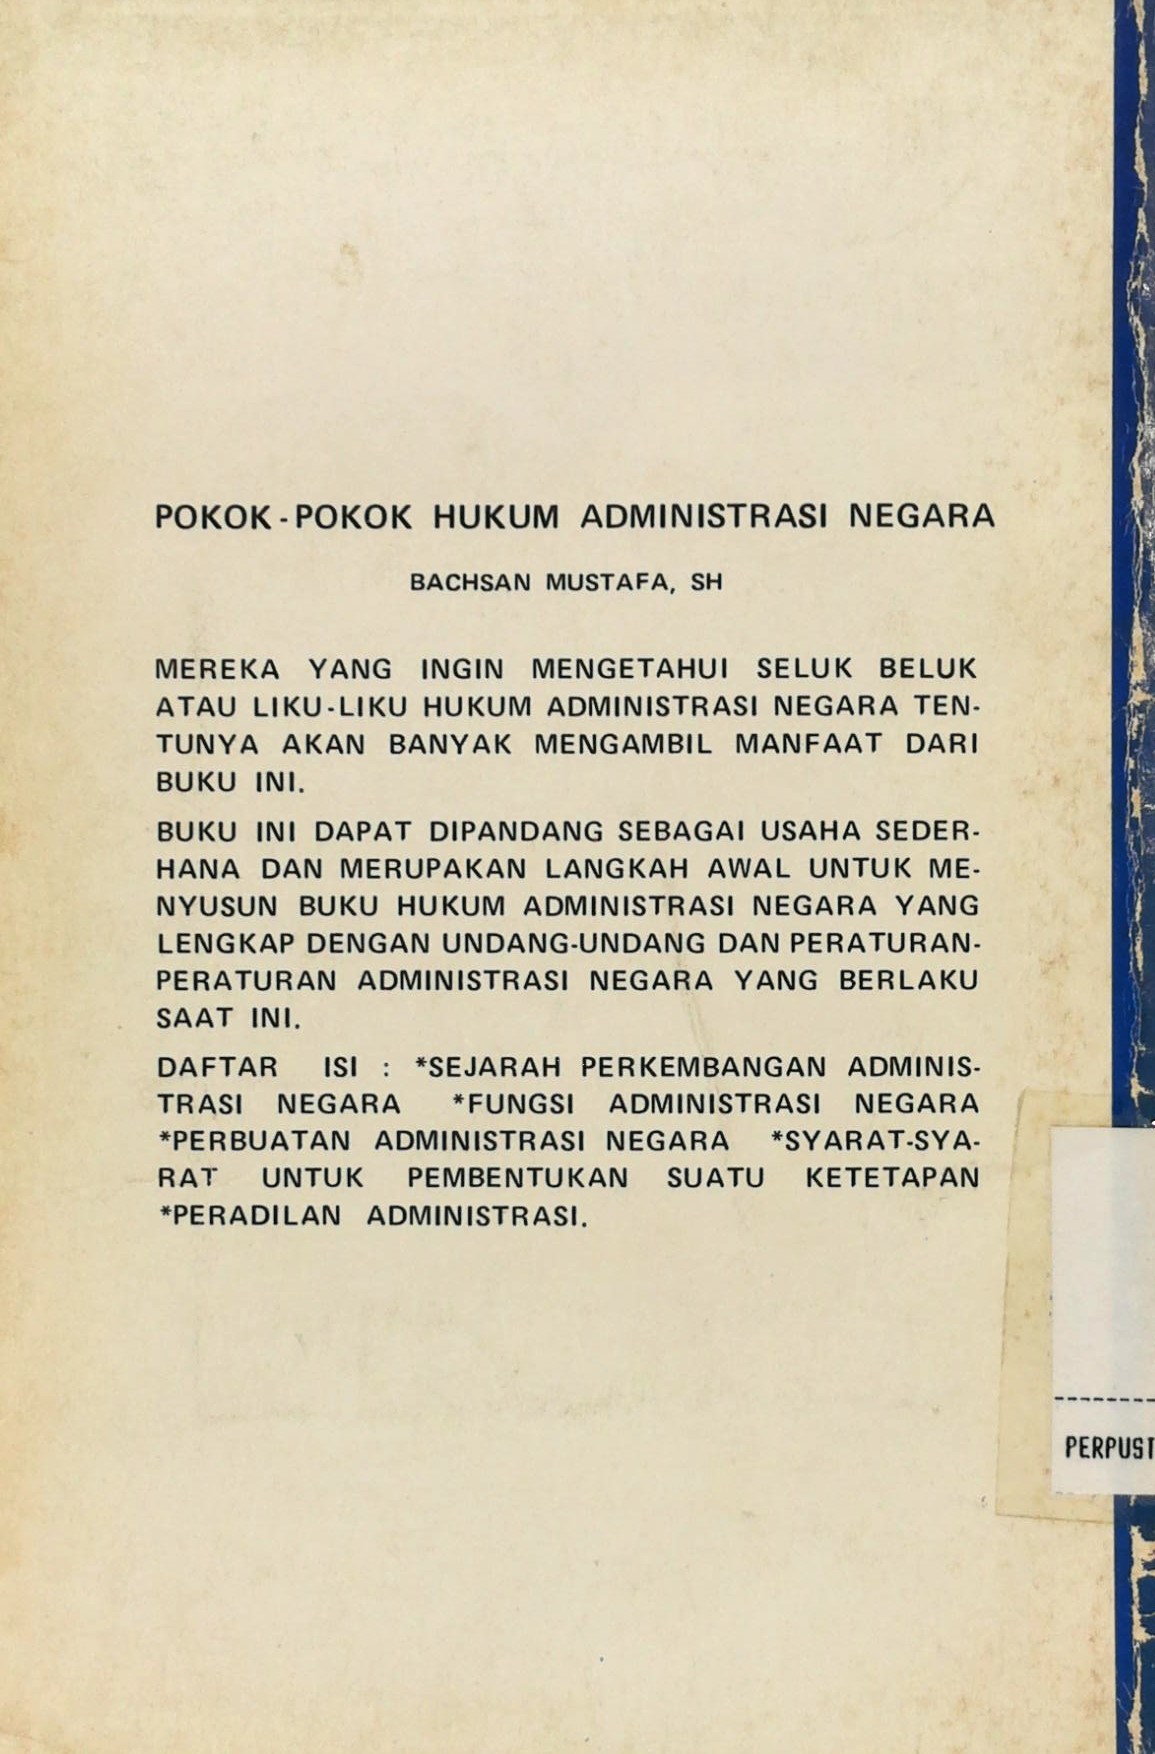 POKOK-POKOK HUKUM ADMINISTRASI NEGARA
BACHSAN MUSTAFA, SH
MEREKA YANG INGIN MENGETAHUI SELUK BELUK
ATAU LIKU-LIKU HUKUM ADMINISTRASI NEGARA TEN-
TUNYA AKAN BANYAK MENGAMBIL MANFAAT DARI
BUKU INI.
BUKU INI DAPAT DIPANDANG SEBAGAI USAHA SEDER-
HANA DAN MERUPAKAN LANGKAH AWAL UNTUK ME-
NYUSUN BUKU HUKUM ADMINISTRASI NEGARA YANG
LENGKAP DENGAN UNDANG-UNDANG DAN PERATURAN-
PERATURAN ADMINISTRASI NEGARA YANG BERLAKU
SAAT INI.
DAFTAR ISI : *SEJARAH PERKEMBANGAN ADMINIS-
TRASI NEGARA *FUNGSI ADMINISTRASI NEGARA
*PERBUATAN ADMINISTRASI NEGARA *SYARAT-SYA-
RAT UNTUK PEMBENTUKAN SUATU KETETAPAN
*PERADILAN ADMINISTRASI.
PERPUST